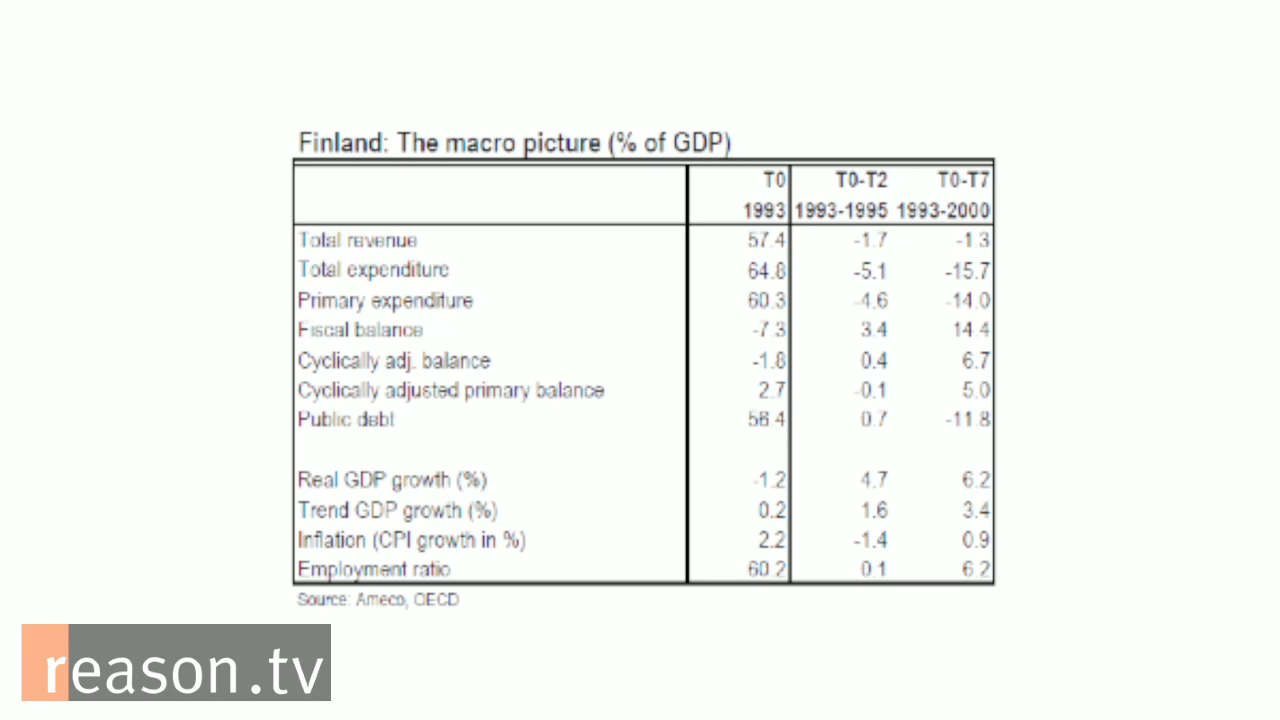 Finland: The macro picture (% of GDP)
T0 T0-T2 T0-T7
1993 1993-1995 1993-2000
Total revenue 57.4 -1.7 -1.3
Total expenditure 64.8 -5.1 -15.7
Primary expenditure 60.3 -4.6 -14.0
Fiscal balance -7.3 3.4 14.4
Cyclically adj. balance -1.8 0.4 6.7
Cyclically adjusted primary balance 2.7 -0.1 5.0
Public debt 56.4 0.7 -11.8
Real GDP growth (%) -1.2 4.7 6.2
Trend GDP growth (%) 0.2 1.6 3.4
Inflation (CPI growth in %) 2.2 -1.4 0.9
Employment ratio 60.2 0.1 6.2
Source: Ameco, OECD
reason.tv